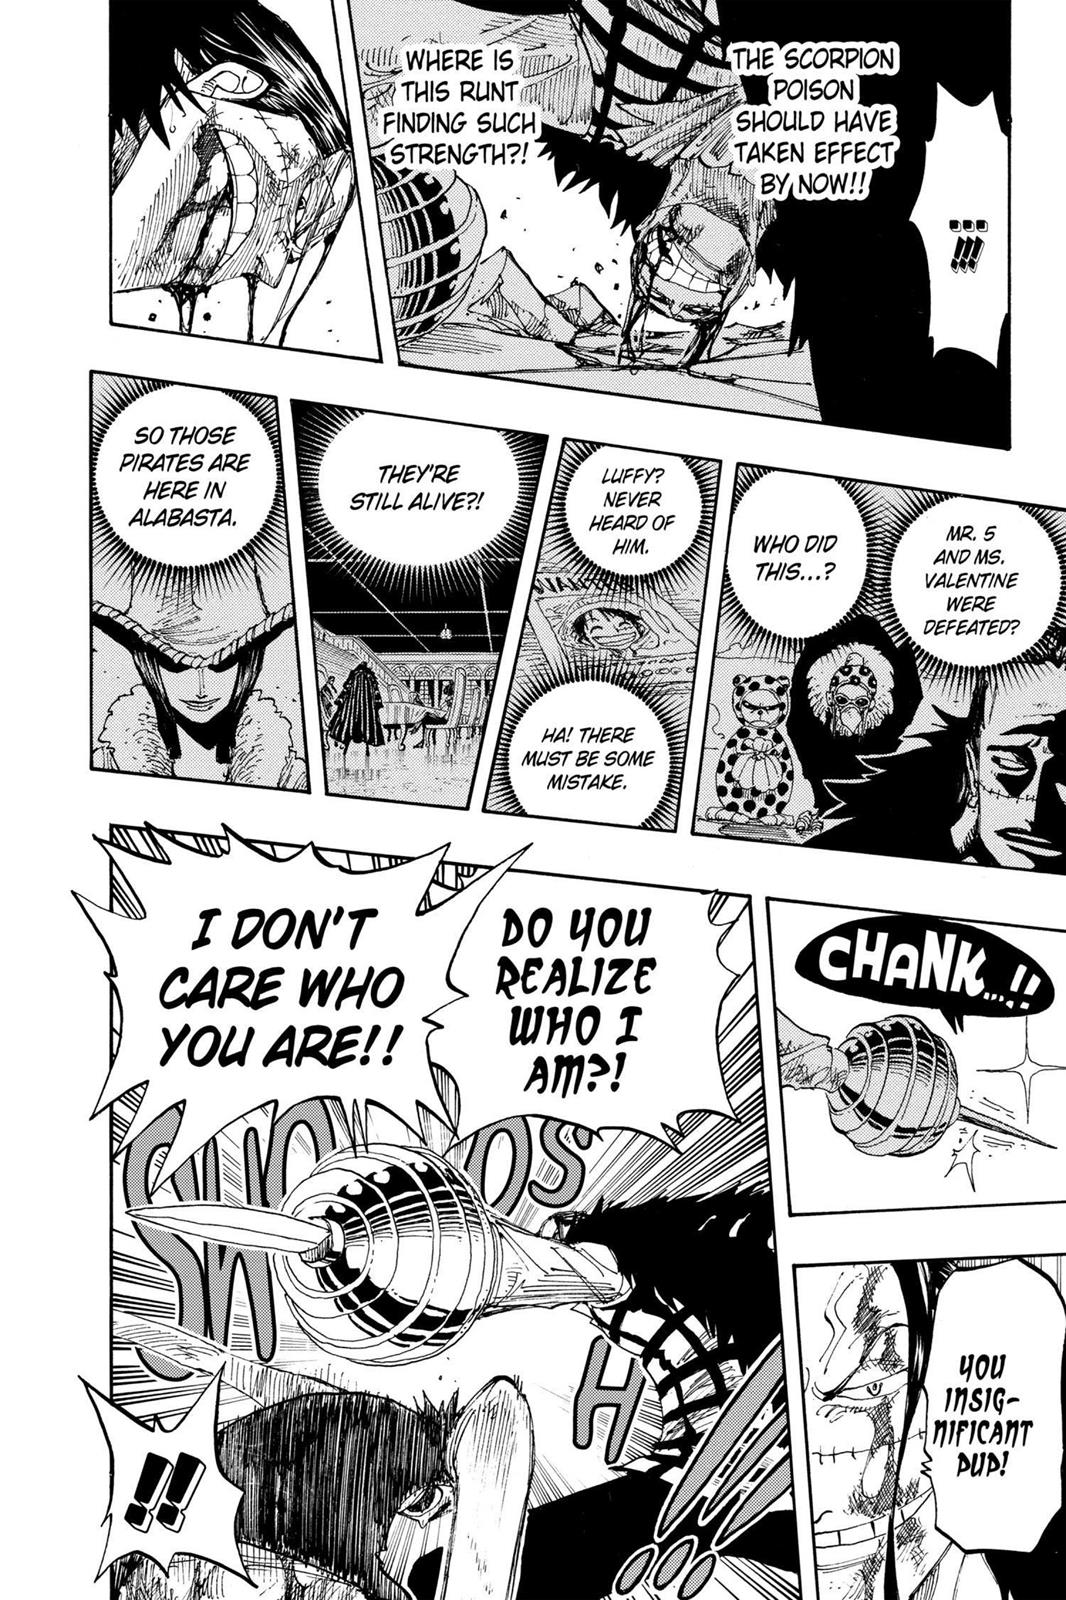 THE SCORPION
POISON
SHOULD HAVE
TAKEN EFFECT
BY NOW!!
...!!!
WHERE IS
THIS RUNT
FINDING SUCH
STRENGTH?!
MR. 5
AND MS.
VALENTINE
WERE
DEFEATED?
WHO DID
THIS...?
LUFFY?
NEVER
HEARD OF
HIM.
HA! THERE
MUST BE SOME
MISTAKE.
THEY'RE
STILL ALIVE?!
SO THOSE
PIRATES ARE
HERE IN
ALABASTA.
CHANK...!!
YOU
INSIG-
NIFICANT
PUP!
DO YOU
REALIZE
WHO I
AM?!
I DON'T
CARE WHO
YOU ARE!!
!!